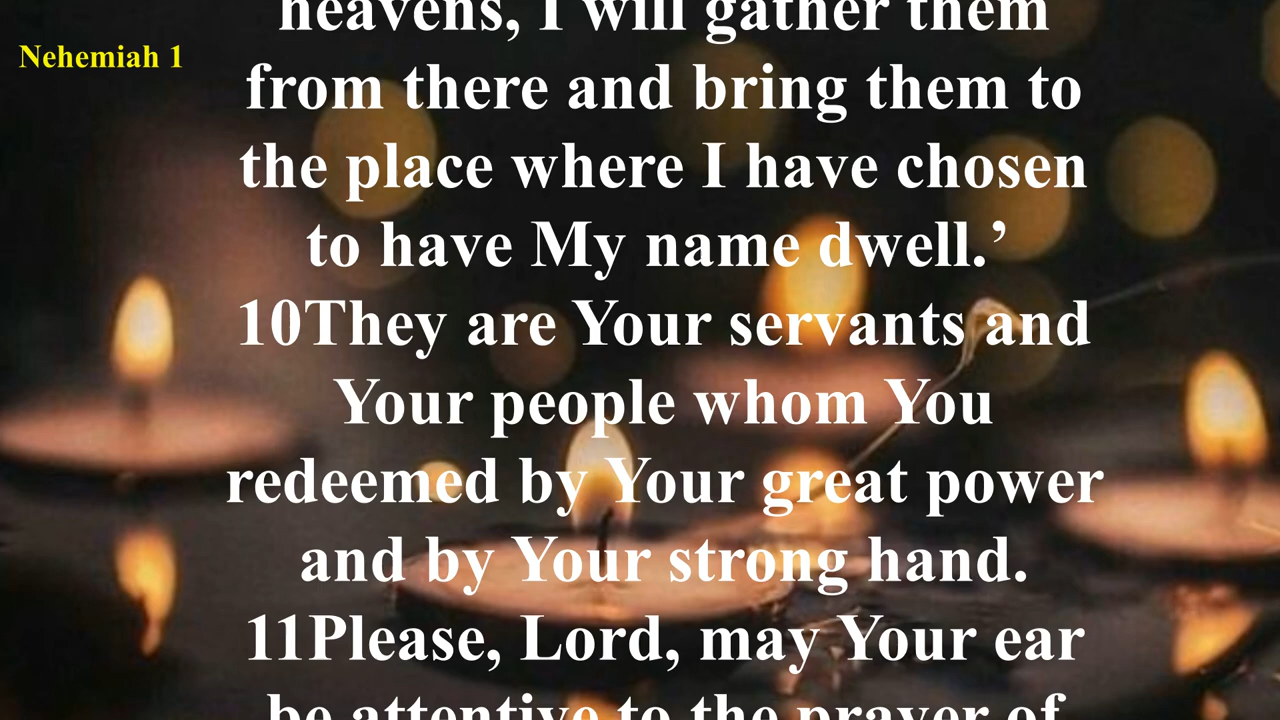 Nehemiah 1
heavens, I will gather them
from there and bring them to
the place where I have chosen
to have My name dwell.’
10They are Your servants and
Your people whom You
redeemed by Your great power
and by Your strong hand.
11Please, Lord, may Your ear
be attentive to the prayer of